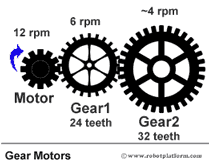 ~4 rpm
6 rpm
12 rpm
Motor
Gear1
24 teeth
Gear2
32 teeth
Gear Motors
www.robotplatform.com